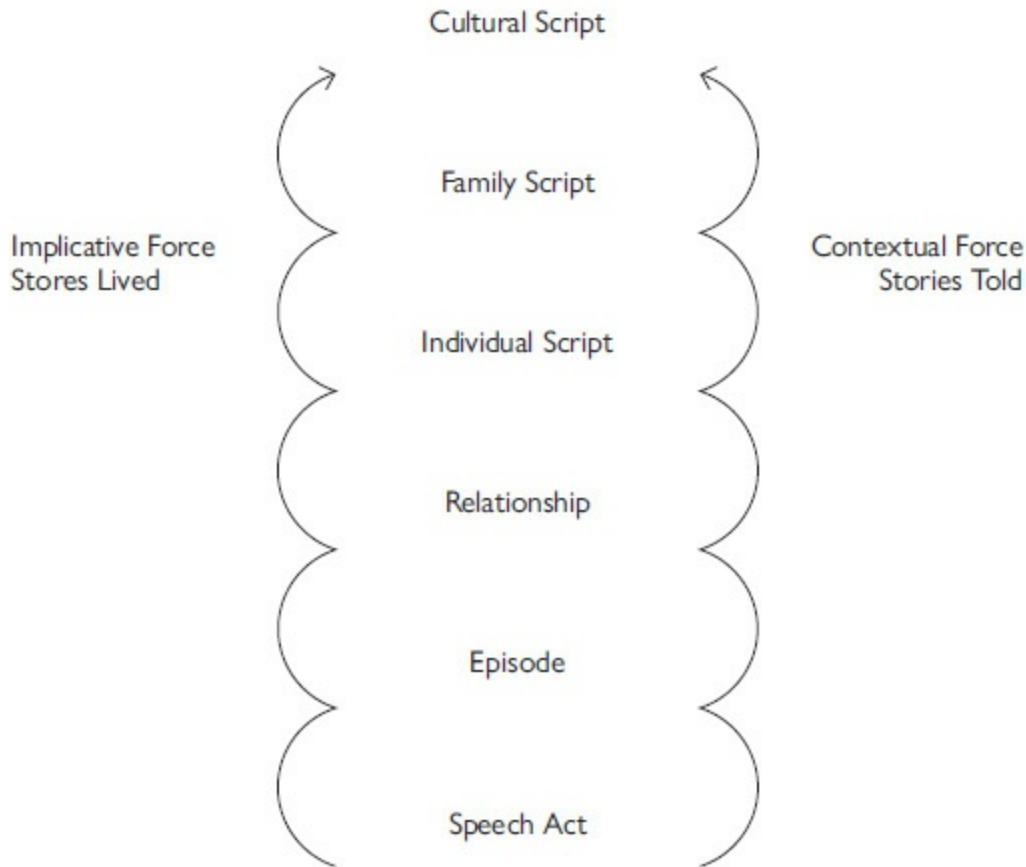 Cultural Script
Family Script
Implicative Force
Stores Lived
Contextual Force
Stories Told
Individual Script
Relationship
Episode
Speech Act